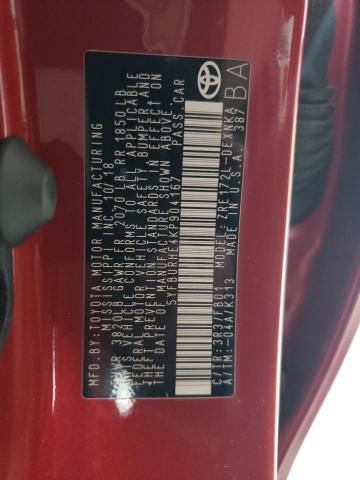 MFD. BY: TOYOTA MOTOR MANUFACTURING
MISSISSIPPI INC. 10/18
GVWR 3820LB GAWR FR 2070 LB RR 1850LB
THIS VEHICLE CONFORMS TO ALL APPLICABLE
FEDERAL MOTOR VEHICLE SAFETY, BUMPER, AND
THEFT PREVENTION STANDARDS IN EFFECT ON
THE DATE OF MANUFACTURE SHOWN ABOVE.
5YFBURHE4KP904167 PASS. CAR
C/TR: 3R3/FB01 ZRE172L-DEXNKA
A/TM: -04A/K313 MADE IN U.S.A. 387
BA
TOYOTA